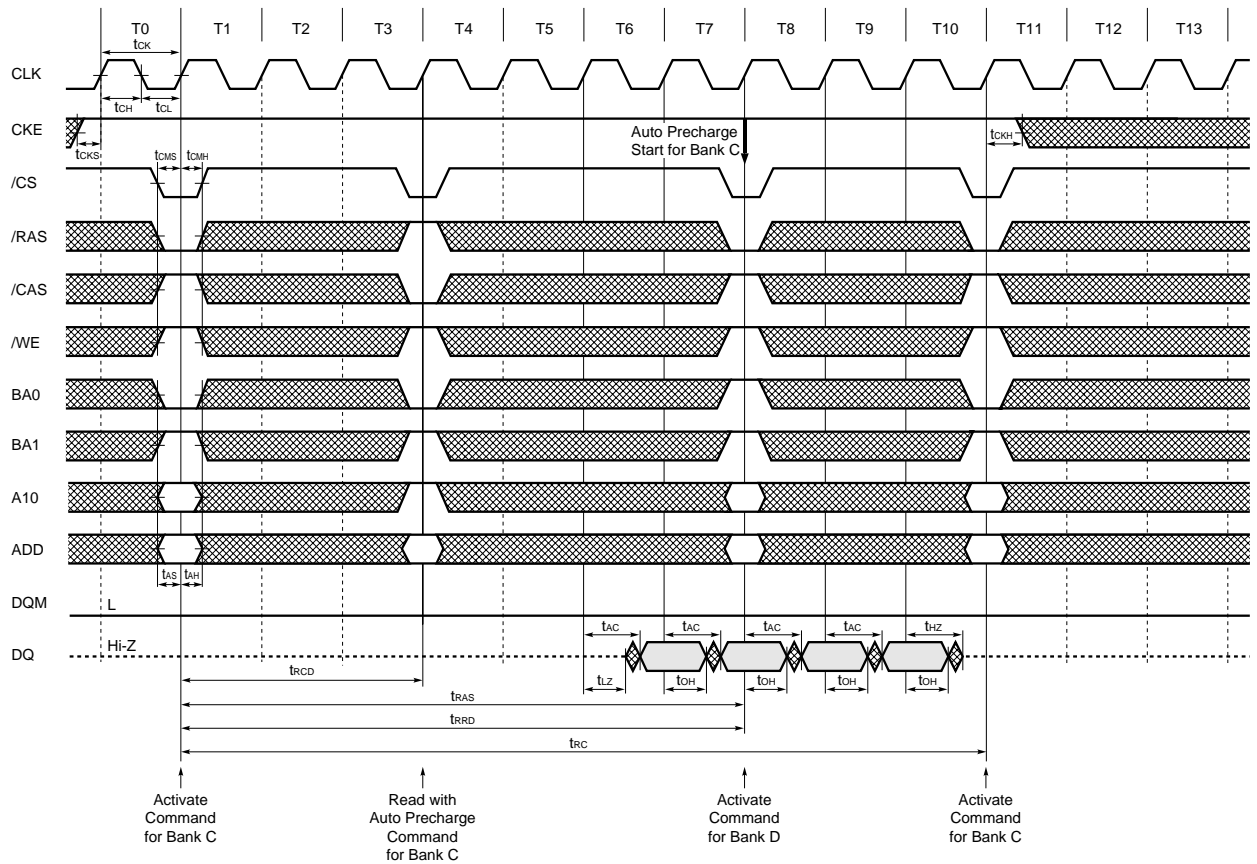 T0 T1 T2 T3 T4 T5 T6 T7 T8 T9 T10 T11 T12 T13
tCK
CLK
tCH tCL
CKE
tCKS
Auto Precharge
Start for Bank C
tCKH
tCMS tCMH
/CS
/RAS
/CAS
/WE
BA0
BA1
A10
ADD
tAS tAH
DQM L
Hi-Z
DQ
tAC tAC tAC tAC tHZ
tLZ tOH tOH tOH tOH
tRCD
tRAS
tRRD
tRC
Activate
Command
for Bank C
Read with
Auto Precharge
Command
for Bank C
Activate
Command
for Bank D
Activate
Command
for Bank C